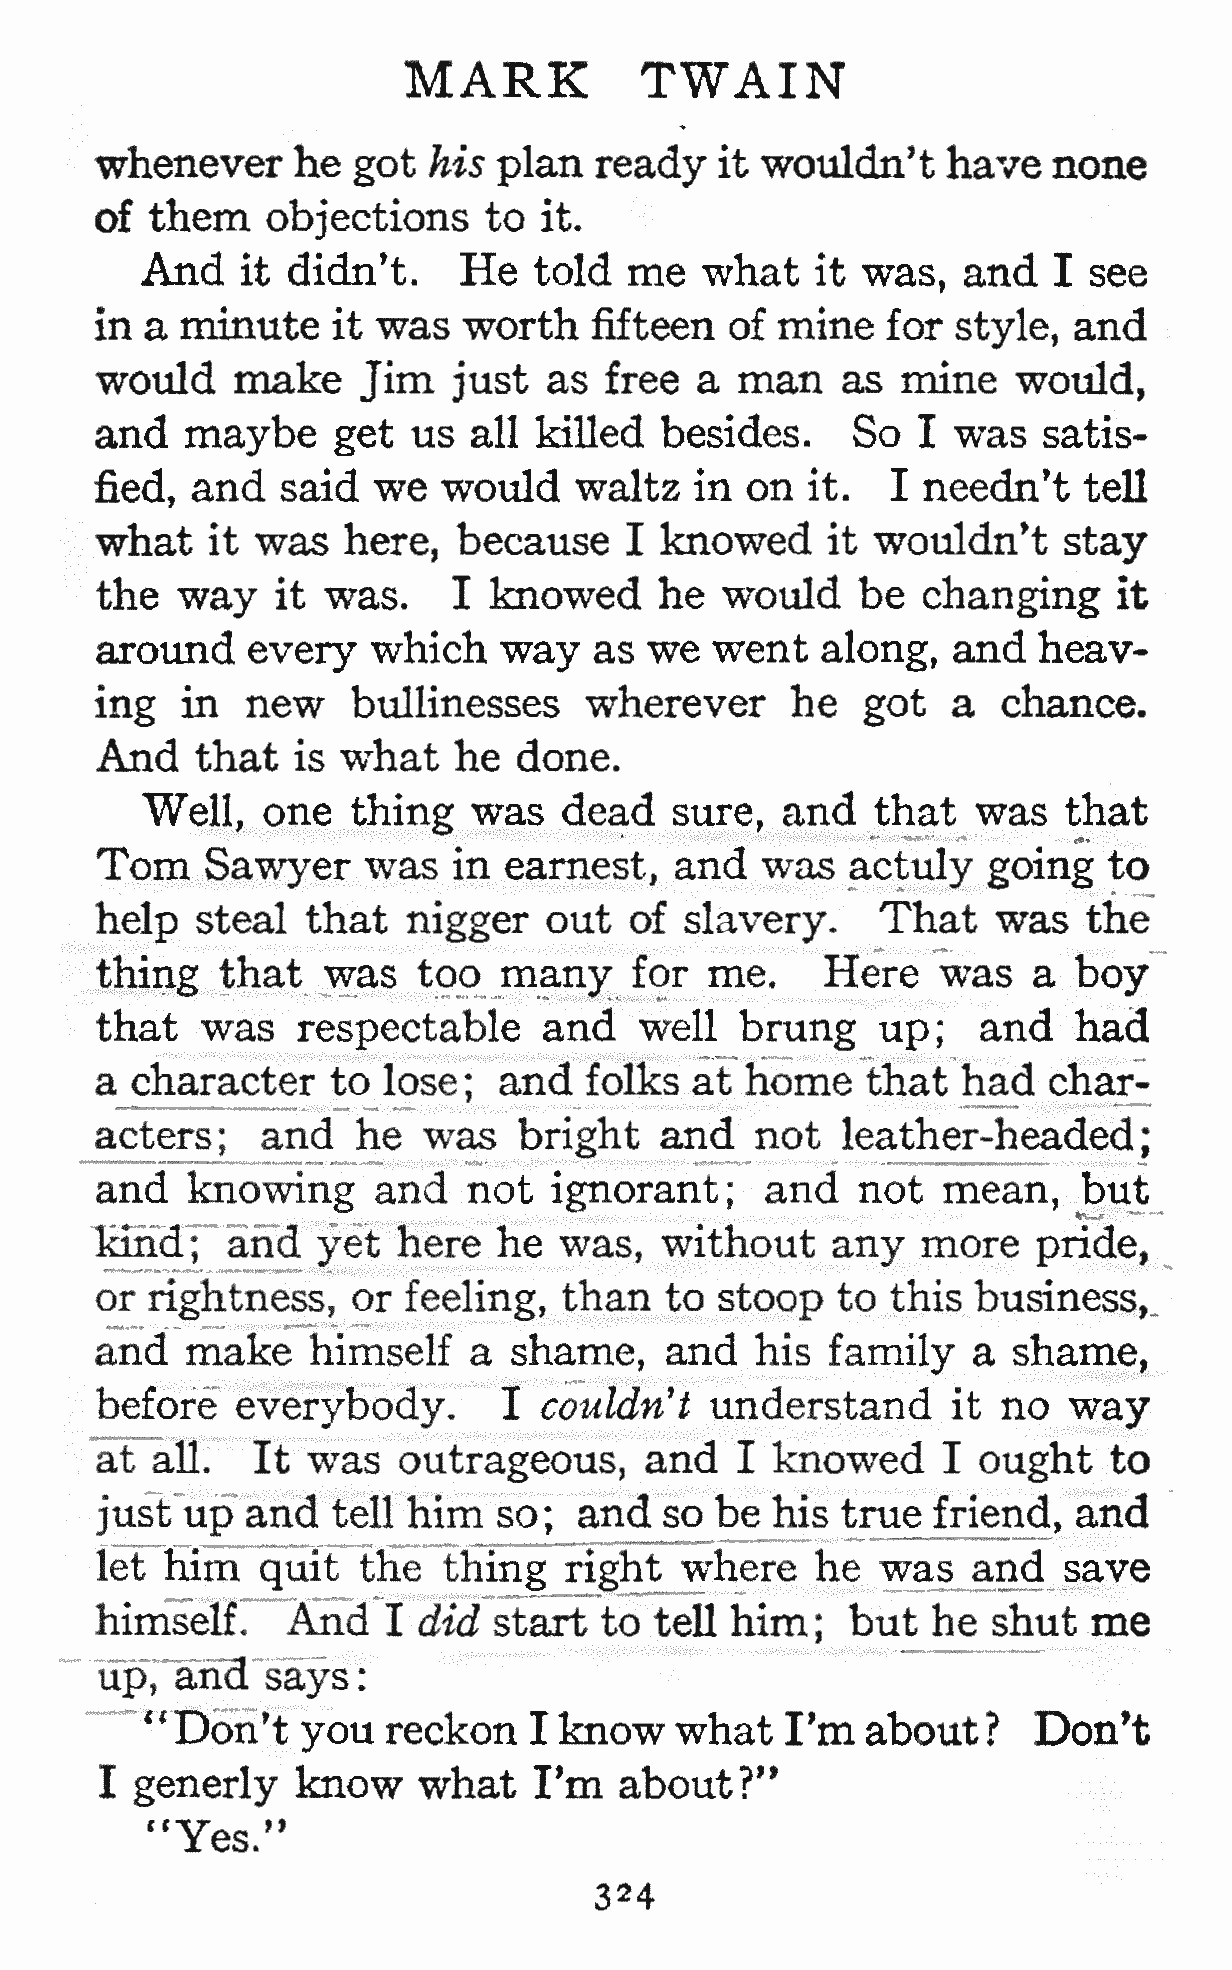 MARK TWAIN
whenever he got his plan ready it wouldn't have none
of them objections to it.
And it didn't. He told me what it was, and I see
in a minute it was worth fifteen of mine for style, and
would make Jim just as free a man as mine would,
and maybe get us all killed besides. So I was satis-
fied, and said we would waltz in on it. I needn't tell
what it was here, because I knowed it wouldn't stay
the way it was. I knowed he would be changing it
around every which way as we went along, and heav-
ing in new bullinesses wherever he got a chance.
And that is what he done.
Well, one thing was dead sure, and that was that
Tom Sawyer was in earnest, and was actuly going to
help steal that nigger out of slavery. That was the
thing that was too many for me. Here was a boy
that was respectable and well brung up; and had
a character to lose; and folks at home that had char-
acters; and he was bright and not leather-headed;
and knowing and not ignorant; and not mean, but
kind; and yet here he was, without any more pride,
or rightness, or feeling, than to stoop to this business,
and make himself a shame, and his family a shame,
before everybody. I couldn't understand it no way
at all. It was outrageous, and I knowed I ought to
just up and tell him so; and so be his true friend, and
let him quit the thing right where he was and save
himself. And I did start to tell him; but he shut me
up, and says:
"Don't you reckon I know what I'm about? Don't
I generly know what I'm about?"
"Yes."
324